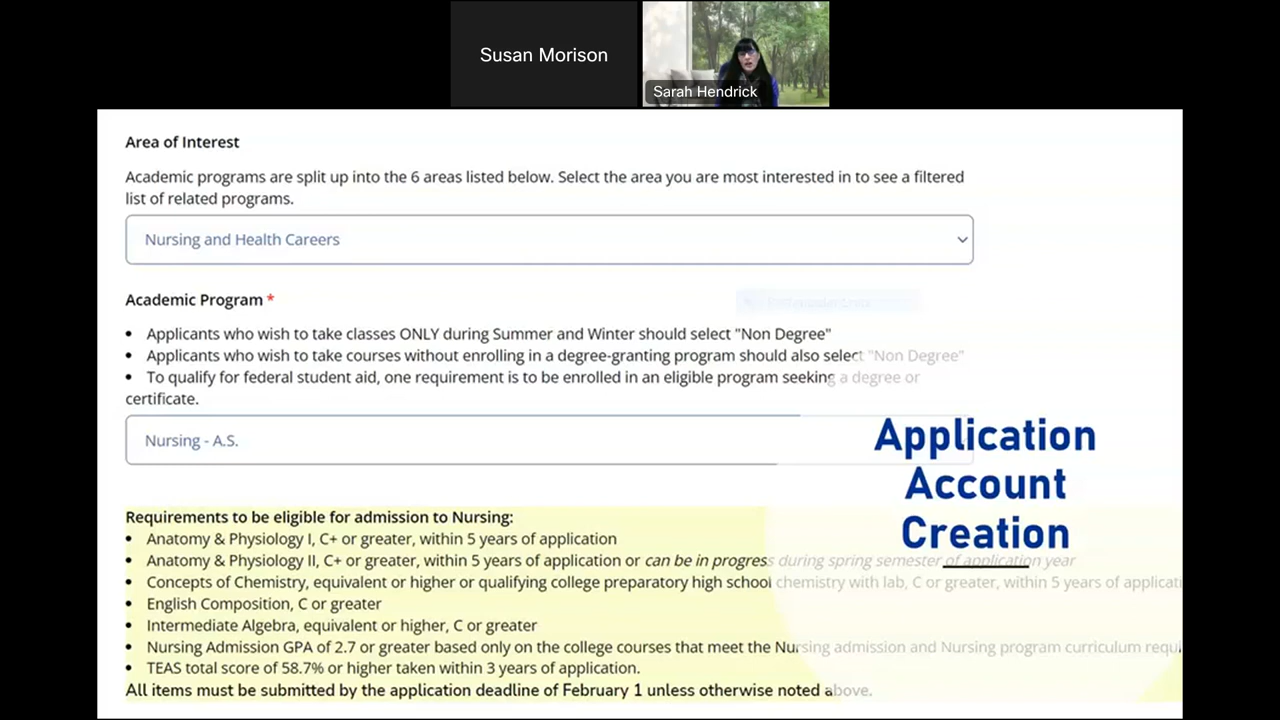 Susan Morison
Sarah Hendrick
Area of Interest
Academic programs are split up into the 6 areas listed below. Select the area you are most interested in to see a filtered
list of related programs.
Nursing and Health Careers
Academic Program *
• Applicants who wish to take classes ONLY during Summer and Winter should select "Non Degree"
• Applicants who wish to take courses without enrolling in a degree-granting program should also select "Non Degree"
• To qualify for federal student aid, one requirement is to be enrolled in an eligible program seeking a degree or
certificate.
Nursing - A.S.
Application
Account
Creation
Requirements to be eligible for admission to Nursing:
• Anatomy & Physiology I, C+ or greater, within 5 years of application
• Anatomy & Physiology II, C+ or greater, within 5 years of application or can be in progress during spring semester of application year
• Concepts of Chemistry, equivalent or higher or qualifying college preparatory high school chemistry with lab, C or greater, within 5 years of applicati
• English Composition, C or greater
• Intermediate Algebra, equivalent or higher, C or greater
• Nursing Admission GPA of 2.7 or greater based only on the college courses that meet the Nursing admission and Nursing program curriculum requi
• TEAS total score of 58.7% or higher taken within 3 years of application.
All items must be submitted by the application deadline of February 1 unless otherwise noted above.